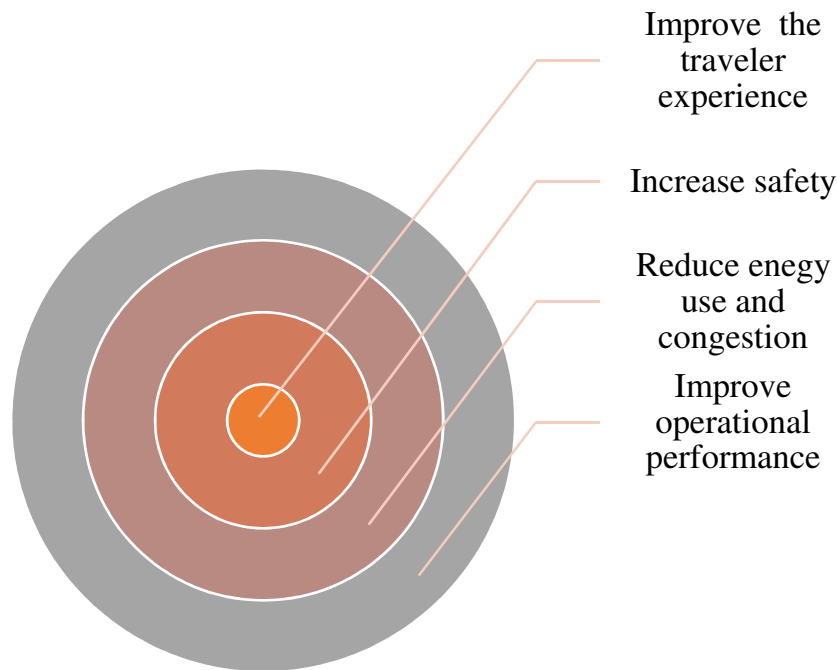 Improve the
traveler
experience
Increase safety
Reduce enegy
use and
congestion
Improve
operational
performance